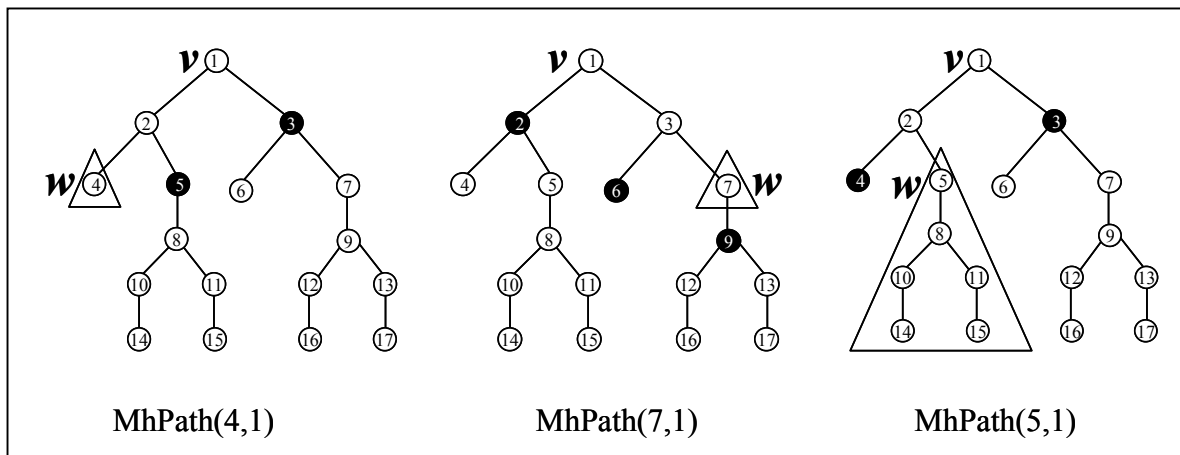 v 1 v 1 v 1
2 3 2 3 2 3
w 4 5 6 7 4 5 6 7 w 4 w 5 6 7
8 9 8 9 8 9
10 11 12 13 10 11 12 13 10 11 12 13
14 15 16 17 14 15 16 17 14 15 16 17
MhPath(4,1) MhPath(7,1) MhPath(5,1)